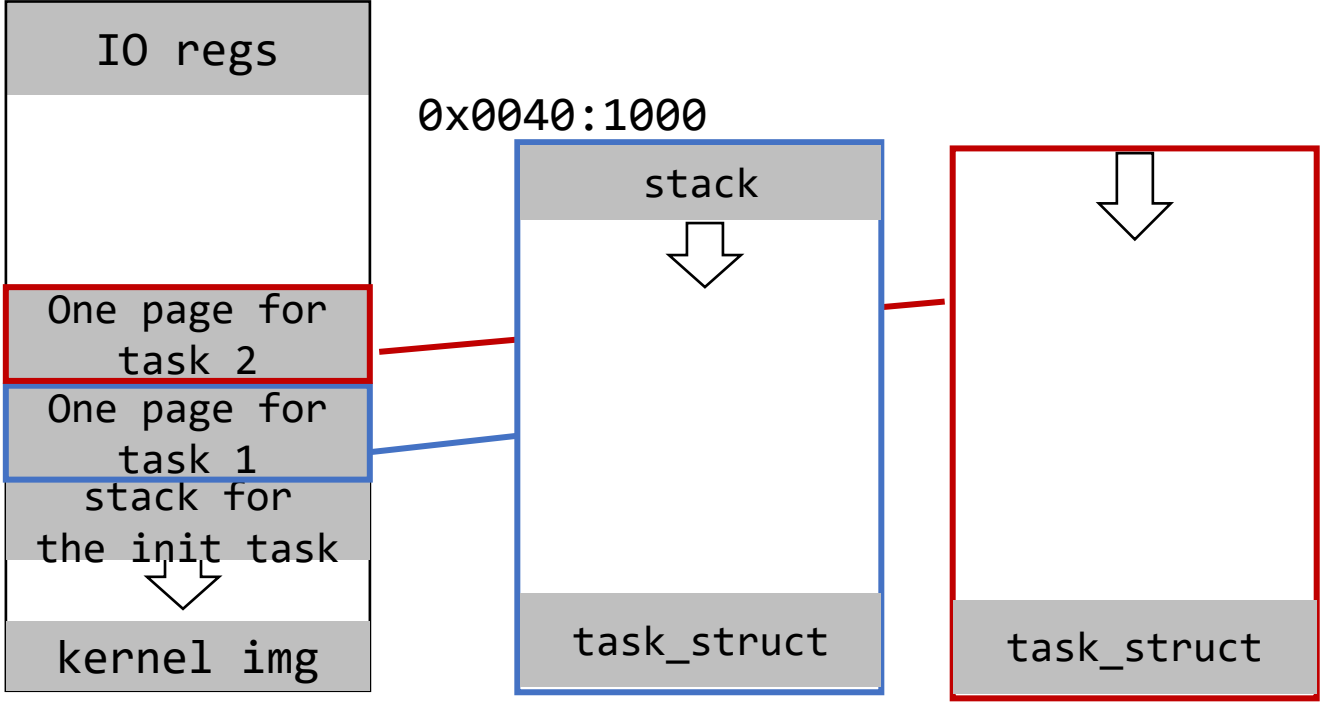 IO regs
One page for
task 2
One page for
task 1
stack for
the init task
kernel img
0x0040:1000
stack
task_struct
task_struct